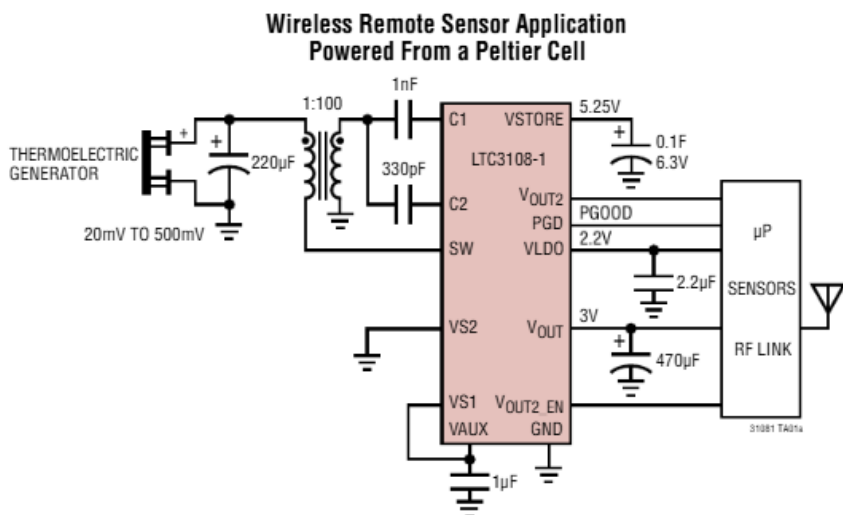 Wireless Remote Sensor Application
Powered From a Peltier Cell
1nF
1:100
C1
VSTORE
5.25V
+
+
+
THERMOELECTRIC
GENERATOR
220µF
LTC3108-1
0.1F
6.3V
330pF
C2
VOUT2
PGOOD
PGD
µP
20mV TO 500mV
SW
VLDO
2.2V
2.2µF
SENSORS
VS2
VOUT
3V
+
RF LINK
470µF
VS1
VOUT2_EN
VAUX
GND
31081 TA01a
1µF